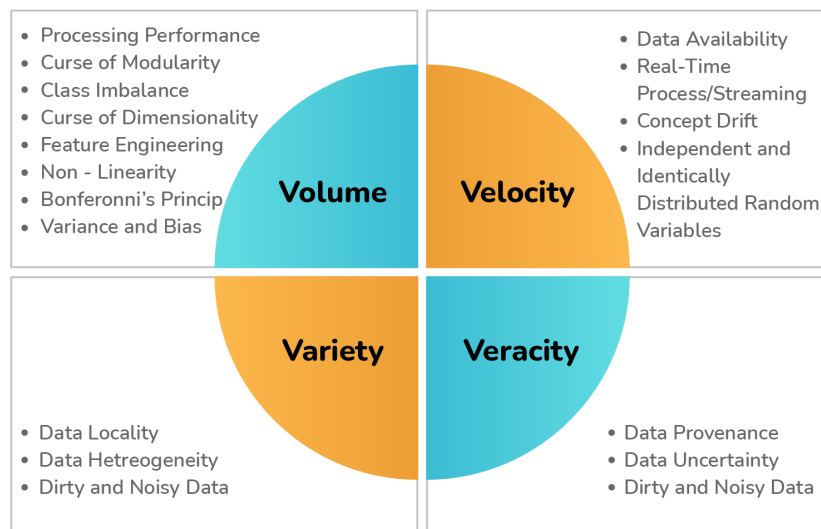 • Processing Performance
• Curse of Modularity
• Class Imbalance
• Curse of Dimensionality
• Feature Engineering
• Non - Linearity
• Bonferonni's Princip
• Variance and Bias
Volume
• Data Availability
• Real-Time
Process/Streaming
• Concept Drift
• Independent and
Identically
Distributed Random
Variables
Velocity
Variety
• Data Locality
• Data Hetreogeneity
• Dirty and Noisy Data
Veracity
• Data Provenance
• Data Uncertainty
• Dirty and Noisy Data